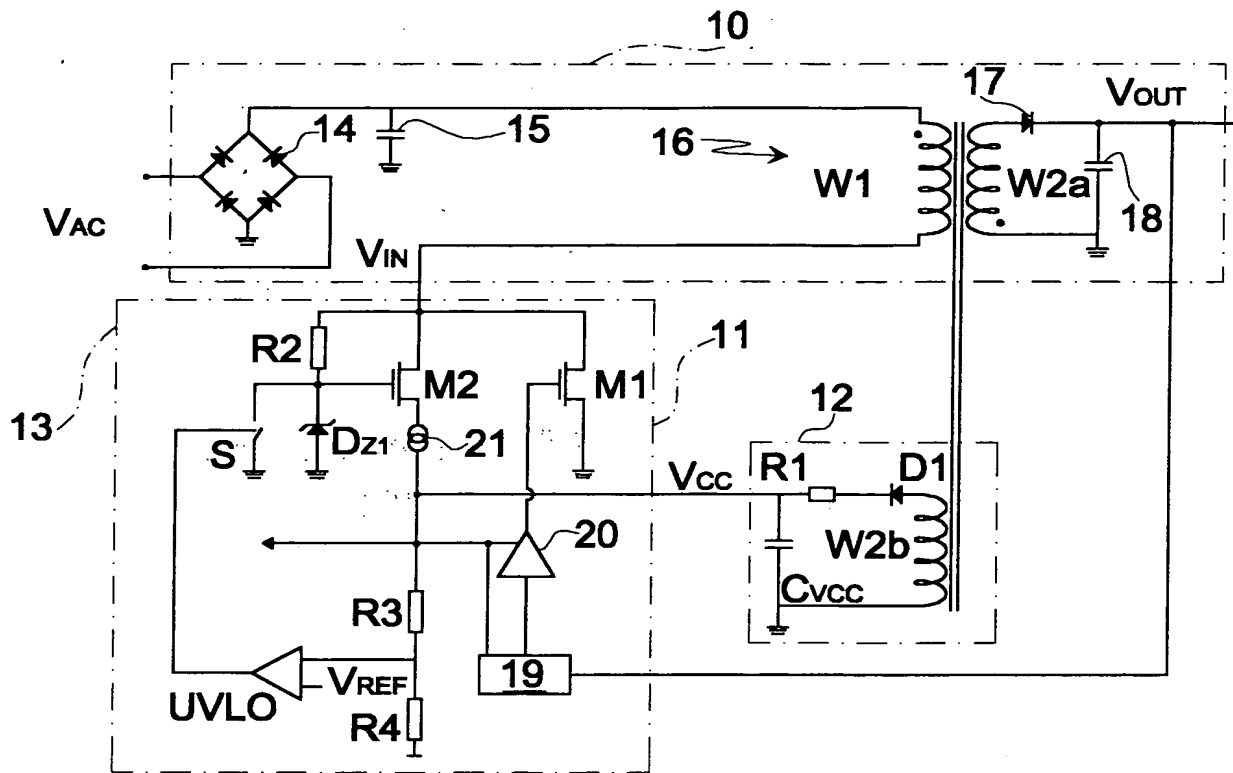 10
14
15
16
17
VOUT
W1
W2a
18
VAC
VIN
13
R2
M2
M1
11
S
DZ1
21
12
VCC
R1
D1
20
W2b
CVCC
R3
19
UVLO
VREF
R4